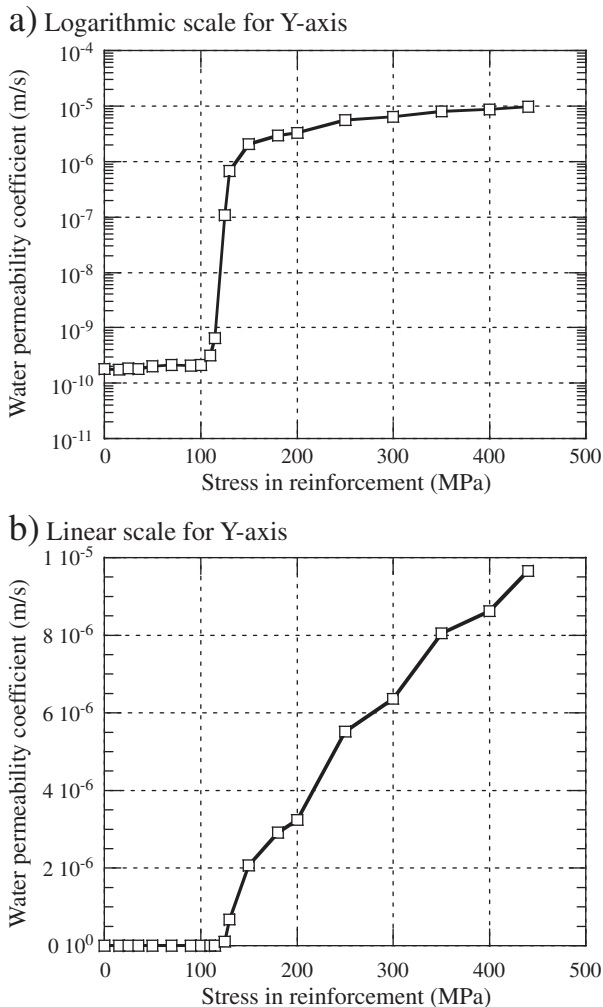 a) Logarithmic scale for Y-axis
Water permeability coefficient (m/s)
10⁻⁴
10⁻⁵
10⁻⁶
10⁻⁷
10⁻⁸
10⁻⁹
10⁻¹⁰
10⁻¹¹
0 100 200 300 400 500
Stress in reinforcement (MPa)
b) Linear scale for Y-axis
Water permeability coefficient (m/s)
1 10⁻⁵
8 10⁻⁶
6 10⁻⁶
4 10⁻⁶
2 10⁻⁶
0 10⁰
0 100 200 300 400 500
Stress in reinforcement (MPa)